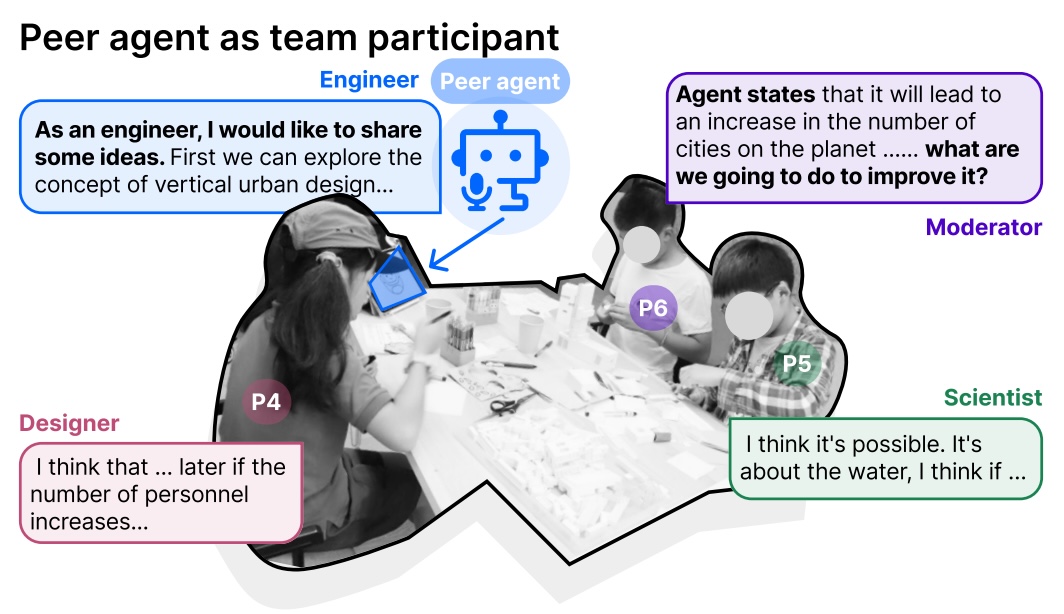 Peer agent as team participant
Engineer
Peer agent
As an engineer, I would like to share
some ideas. First we can explore the
concept of vertical urban design...
Agent states that it will lead to
an increase in the number of
cities on the planet ...... what are
we going to do to improve it?
Moderator
P6
P5
P4
Designer
I think that ... later if the
number of personnel
increases...
Scientist
I think it's possible. It's
about the water, I think if ...